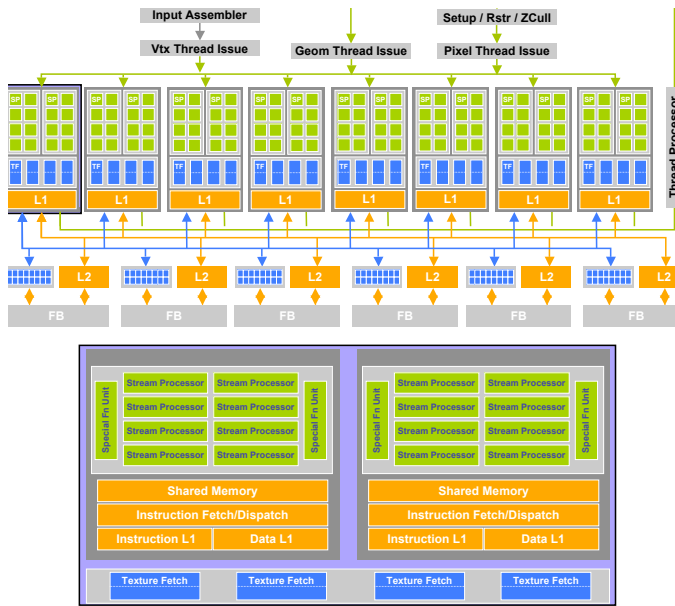 Input Assembler
Setup / Rstr / ZCull
Vtx Thread Issue
Geom Thread Issue
Pixel Thread Issue
Thread Processor
SP SP SP SP SP SP SP SP SP SP SP SP SP SP SP SP
TF TF TF TF TF TF TF TF
L1 L1 L1 L1 L1 L1 L1 L1
L2 L2 L2 L2 L2 L2
FB FB FB FB FB FB
Special Fn Unit
Stream Processor Stream Processor
Stream Processor Stream Processor
Stream Processor Stream Processor
Stream Processor Stream Processor
Special Fn Unit
Shared Memory
Instruction Fetch/Dispatch
Instruction L1 Data L1
Special Fn Unit
Stream Processor Stream Processor
Stream Processor Stream Processor
Stream Processor Stream Processor
Stream Processor Stream Processor
Special Fn Unit
Shared Memory
Instruction Fetch/Dispatch
Instruction L1 Data L1
Texture Fetch Texture Fetch Texture Fetch Texture Fetch